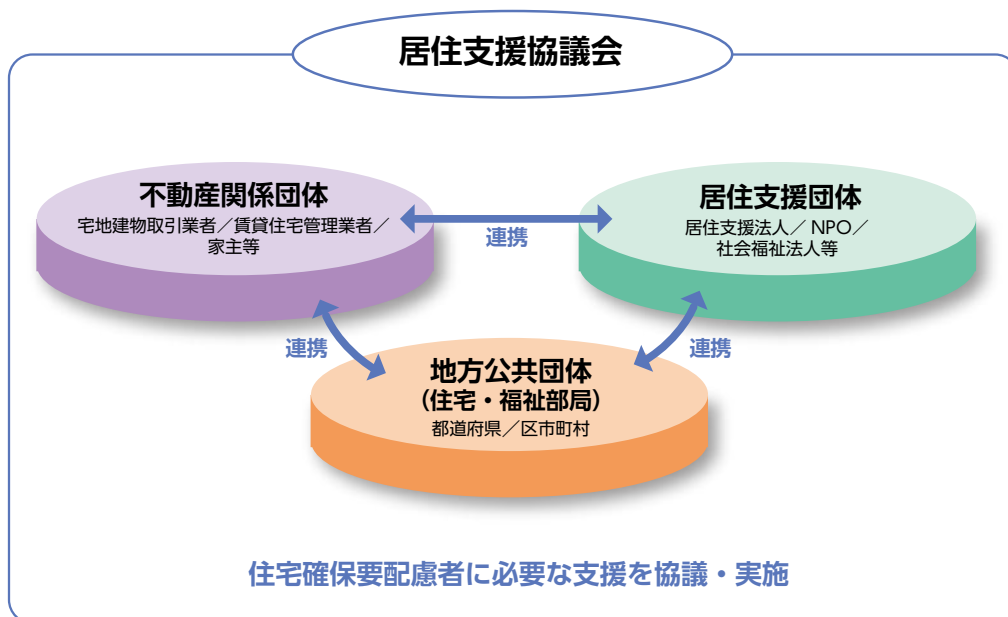 居住支援協議会
不動産関係団体
宅地建物取引業者／賃貸住宅管理業者／
家主等
連携
居住支援団体
居住支援法人／NPO／
社会福祉法人等
連携
連携
地方公共団体
（住宅・福祉部局）
都道府県／区市町村
住宅確保要配慮者に必要な支援を協議・実施